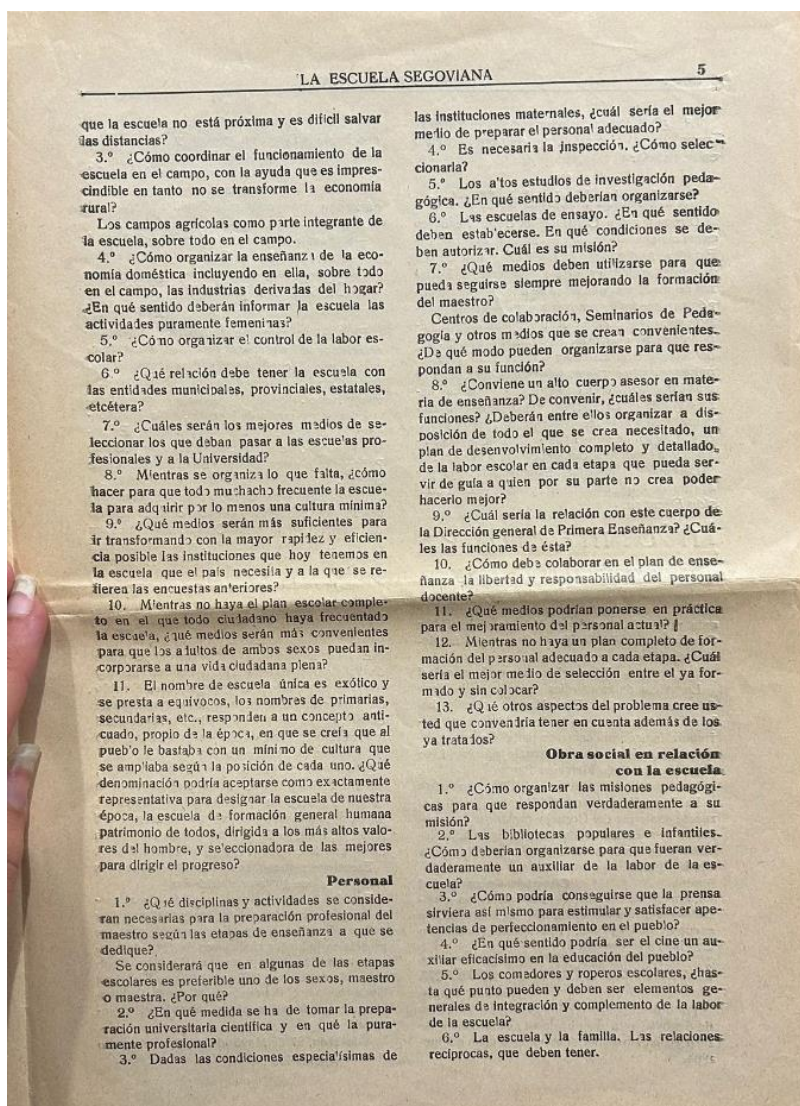 LA ESCUELA SEGOVIANA
5
que la escuela no está próxima y es difícil salvar
las distancias?
3.º ¿Cómo coordinar el funcionamiento de la
escuela en el campo, con la ayuda que es impres-
cindible en tanto no se transforme la economía
rural?
Los campos agrícolas como parte integrante de
la escuela, sobre todo en el campo.
4.º ¿Cómo organizar la enseñanza de la eco-
nomía doméstica incluyendo en ella, sobre todo
en el campo, las industrias derivadas del hogar?
¿En qué sentido deberán informar la escuela las
actividades puramente femeninas?
5.º ¿Cómo organizar el control de la labor es-
colar?
6.º ¿Qué relación debe tener la escuela con
las entidades municipales, provinciales, estatales,
etcétera?
7.º ¿Cuáles serán los mejores medios de se-
leccionar los que deban pasar a las escuelas pro-
fesionales y a la Universidad?
8.º Mientras se organiza lo que falta, ¿cómo
hacer para que todo muchacho frecuente la escue-
la para adquirir por lo menos una cultura mínima?
9.º ¿Qué medios serán más suficientes para
ir transformando con la mayor rapidez y eficien-
cia posible las instituciones que hoy tenemos en
la escuela que el país necesita y a la que se re-
fieren las encuestas anteriores?
10. Mientras no haya el plan escolar comple-
to en el que todo ciudadano haya frecuentado
la escuela, ¿qué medios serán más convenientes
para que los adultos de ambos sexos puedan in-
corporarse a una vida ciudadana plena?
11. El nombre de escuela única es exótico y
se presta a equívocos, los nombres de primarias,
secundarias, etc., responden a un concepto anti-
cuado, propio de la época, en que se creía que al
pueblo le bastaba con un mínimo de cultura que
se ampliaba según la posición de cada uno. ¿Qué
denominación podría aceptarse como exactamente
representativa para designar la escuela de nuestra
época, la escuela de formación general humana
patrimonio de todos, dirigida a los más altos valo-
res del hombre, y seleccionadora de las mejores
para dirigir el progreso?
Personal
1.º ¿Qué disciplinas y actividades se conside-
ran necesarias para la preparación profesional del
maestro según las etapas de enseñanza a que se
dedique?
Se considerará que en algunas de las etapas
escolares es preferible uno de los sexos, maestro
o maestra. ¿Por qué?
2.º ¿En qué medida se ha de tomar la prepa-
ración universitaria científica y en qué la pura-
mente profesional?
3.º Dadas las condiciones especialísimas de
las instituciones maternales, ¿cuál sería el mejor
medio de preparar el personal adecuado?
4.º Es necesaria la inspección. ¿Cómo selec-
cionarla?
5.º Los altos estudios de investigación peda-
gógica. ¿En qué sentido deberían organizarse?
6.º Las escuelas de ensayo. ¿En qué sentido
deben establecerse. En qué condiciones se de-
ben autorizar. Cuál es su misión?
7.º ¿Qué medios deben utilizarse para que
pueda seguirse siempre mejorando la formación
del maestro?
Centros de colaboración, Seminarios de Peda-
gogía y otros medios que se crean convenientes.
¿De qué modo pueden organizarse para que res-
pondan a su función?
8.º ¿Conviene un alto cuerpo asesor en mate-
ria de enseñanza? De convenir, ¿cuáles serían sus
funciones? ¿Deberán entre ellos organizar a dis-
posición de todo el que se crea necesitado, un
plan de desenvolvimiento completo y detallado,
de la labor escolar en cada etapa que pueda ser-
vir de guía a quien por su parte no crea poder
hacerlo mejor?
9.º ¿Cuál sería la relación con este cuerpo de
la Dirección general de Primera Enseñanza? ¿Cuá-
les las funciones de ésta?
10. ¿Cómo debe colaborar en el plan de ense-
ñanza la libertad y responsabilidad del personal
docente?
11. ¿Qué medios podrían ponerse en práctica
para el mejoramiento del personal actual?
12. Mientras no haya un plan completo de for-
mación del personal adecuado a cada etapa. ¿Cuál
sería el mejor medio de selección entre el ya for-
mado y sin colocar?
13. ¿Qué otros aspectos del problema cree us-
ted que convendría tener en cuenta además de los
ya tratados?
Obra social en relación
con la escuela
1.º ¿Cómo organizar las misiones pedagógi-
cas para que respondan verdaderamente a su
misión?
2.º Las bibliotecas populares e infantiles.
¿Cómo deberían organizarse para que fueran ver-
daderamente un auxiliar de la labor de la es-
cuela?
3.º ¿Cómo podría conseguirse que la prensa
sirviera así mismo para estimular y satisfacer ape-
tencias de perfeccionamiento en el pueblo?
4.º ¿En qué sentido podría ser el cine un au-
xiliar eficacísimo en la educación del pueblo?
5.º Los comedores y roperos escolares, ¿has-
ta qué punto pueden y deben ser elementos ge-
nerales de integración y complemento de la labor
de la escuela?
6.º La escuela y la familia. Las relaciones
recíprocas, que deben tener.